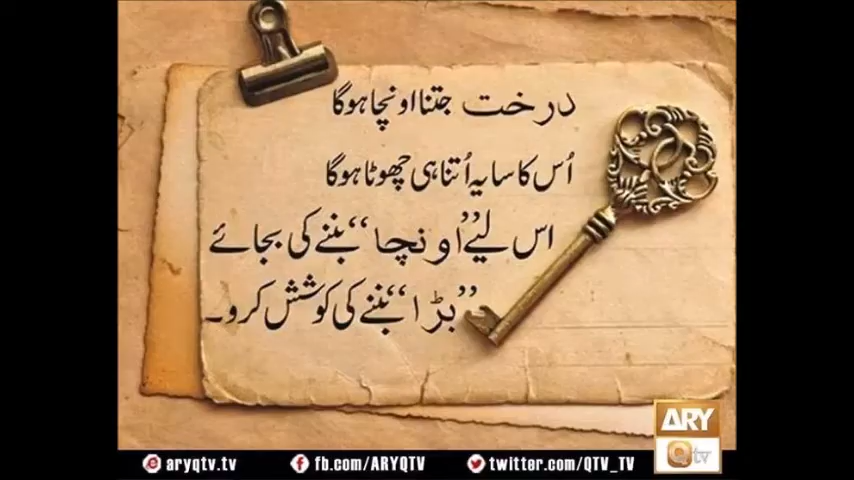 درخت جتنا اونچا ہوگا
اُس کا سایہ اُتنا ہی چھوٹا ہوگا
اس لیے ”اونچا“ بننے کی بجائے
”بڑا“ بننے کی کوشش کرو۔
ARY
Qtv
aryqtv.tv
fb.com/ARYQTV
twitter.com/QTV_TV